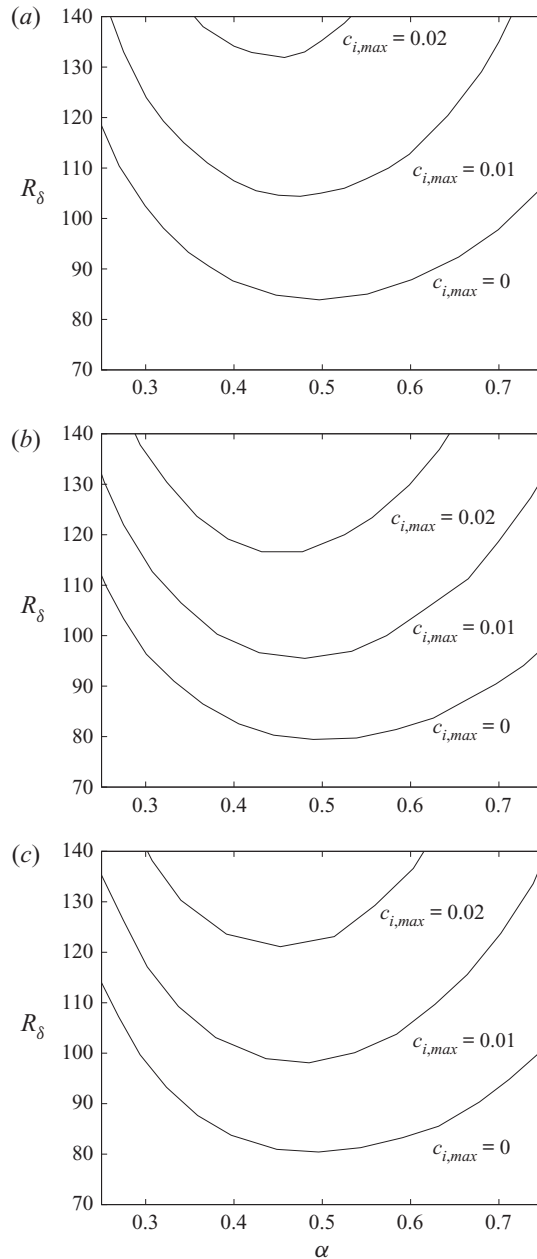 (a)
140
130
120
110
100
90
80
70
R_δ
c_{i,max} = 0.02
c_{i,max} = 0.01
c_{i,max} = 0
0.3 0.4 0.5 0.6 0.7
(b)
140
130
120
110
100
90
80
70
R_δ
c_{i,max} = 0.02
c_{i,max} = 0.01
c_{i,max} = 0
0.3 0.4 0.5 0.6 0.7
(c)
140
130
120
110
100
90
80
70
R_δ
c_{i,max} = 0.02
c_{i,max} = 0.01
c_{i,max} = 0
0.3 0.4 0.5 0.6 0.7
α